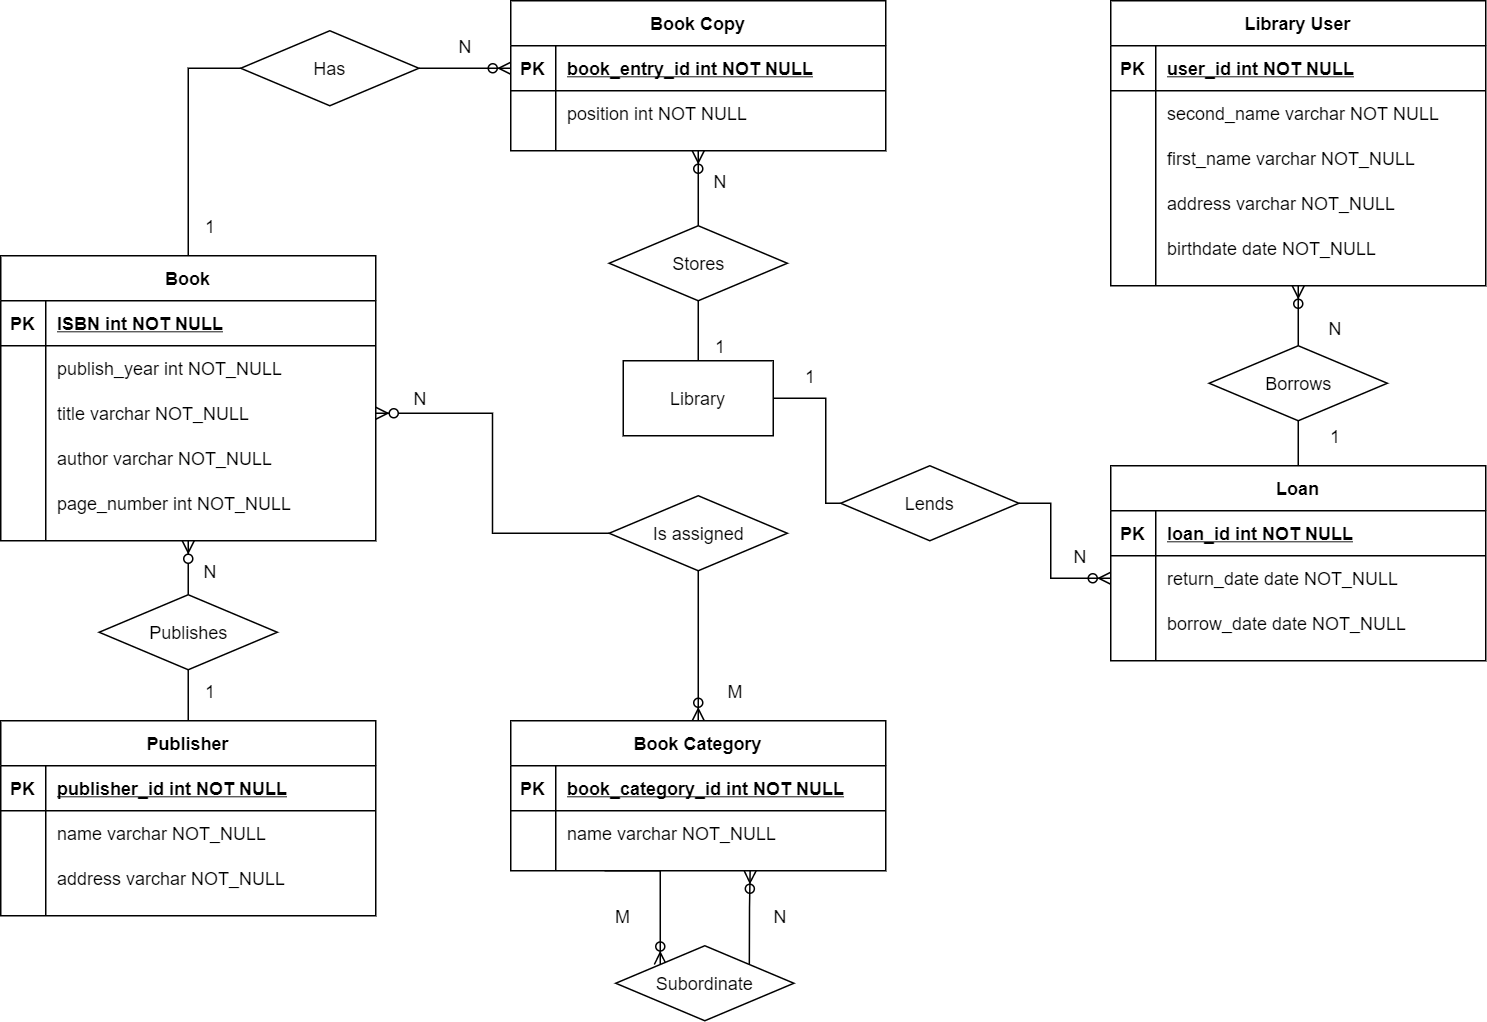 Has
N
1
Book Copy
PK book_entry_id int NOT NULL
position int NOT NULL
N
Stores
1
Library User
PK user_id int NOT NULL
second_name varchar NOT NULL
first_name varchar NOT_NULL
address varchar NOT_NULL
birthdate date NOT_NULL
N
Borrows
1
Book
PK ISBN int NOT NULL
publish_year int NOT_NULL
title varchar NOT_NULL
author varchar NOT_NULL
page_number int NOT_NULL
N
Is assigned
M
Library
1
Lends
N
Loan
PK loan_id int NOT NULL
return_date date NOT_NULL
borrow_date date NOT_NULL
N
Publishes
1
Publisher
PK publisher_id int NOT NULL
name varchar NOT_NULL
address varchar NOT_NULL
Book Category
PK book_category_id int NOT NULL
name varchar NOT_NULL
M
N
Subordinate